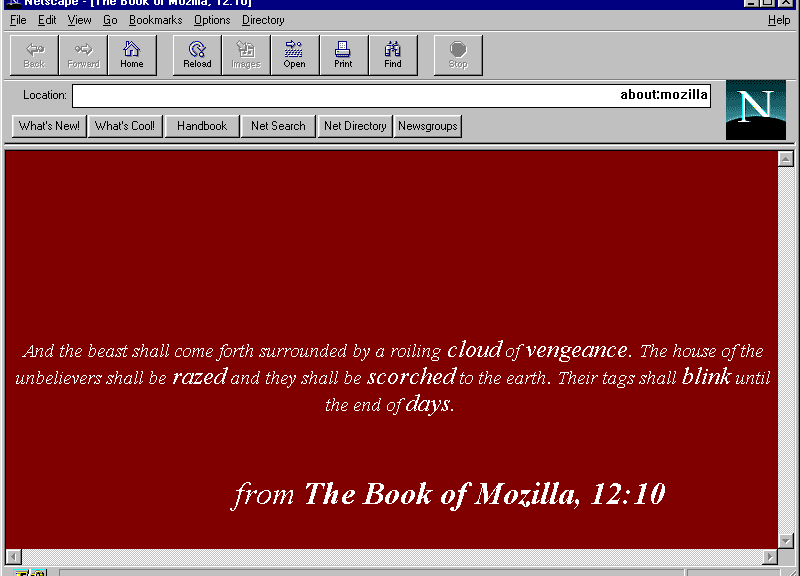 Netscape - [The Book of Mozilla, 12:10]
File Edit View Go Bookmarks Options Directory Help
Back Forward Home Reload Images Open Print Find Stop
Location: about:mozilla
N
What's New! What's Cool! Handbook Net Search Net Directory Newsgroups
And the beast shall come forth surrounded by a roiling cloud of vengeance. The house of the
unbelievers shall be razed and they shall be scorched to the earth. Their tags shall blink until
the end of days.
from The Book of Mozilla, 12:10